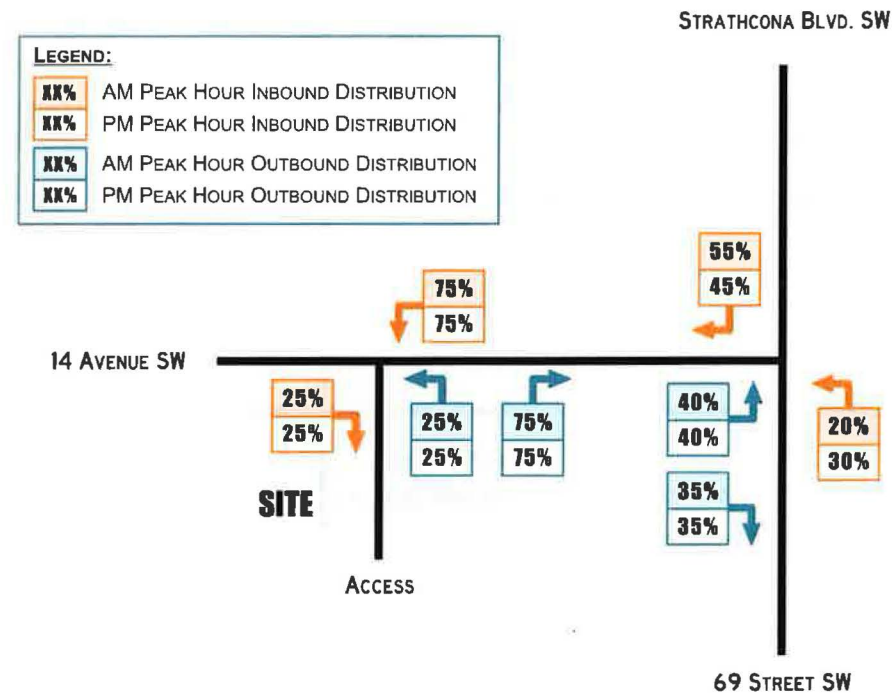 STRATHCONA BLVD. SW
LEGEND:
XX% AM PEAK HOUR INBOUND DISTRIBUTION
XX% PM PEAK HOUR INBOUND DISTRIBUTION
XX% AM PEAK HOUR OUTBOUND DISTRIBUTION
XX% PM PEAK HOUR OUTBOUND DISTRIBUTION
55%
45%
75%
75%
14 AVENUE SW
25%
25%
25%
25%
75%
75%
40%
40%
20%
30%
35%
35%
SITE
ACCESS
69 STREET SW